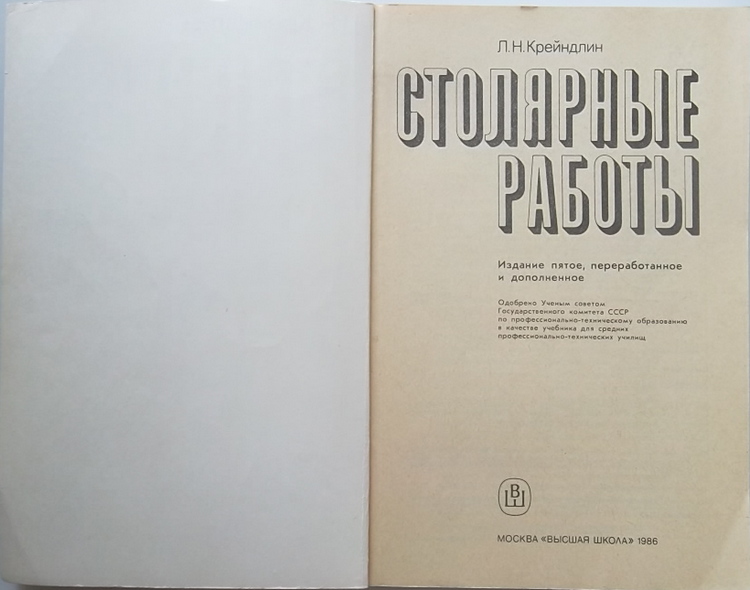 Л.Н.Крейндлин
СТОЛЯРНЫЕ
РАБОТЫ
Издание пятое, переработанное
и дополненное
Одобрено Ученым советом
Государственного комитета СССР
по профессионально-техническому образованию
в качестве учебника для средних
профессионально-технических училищ
ВШ
МОСКВА «ВЫСШАЯ ШКОЛА» 1986